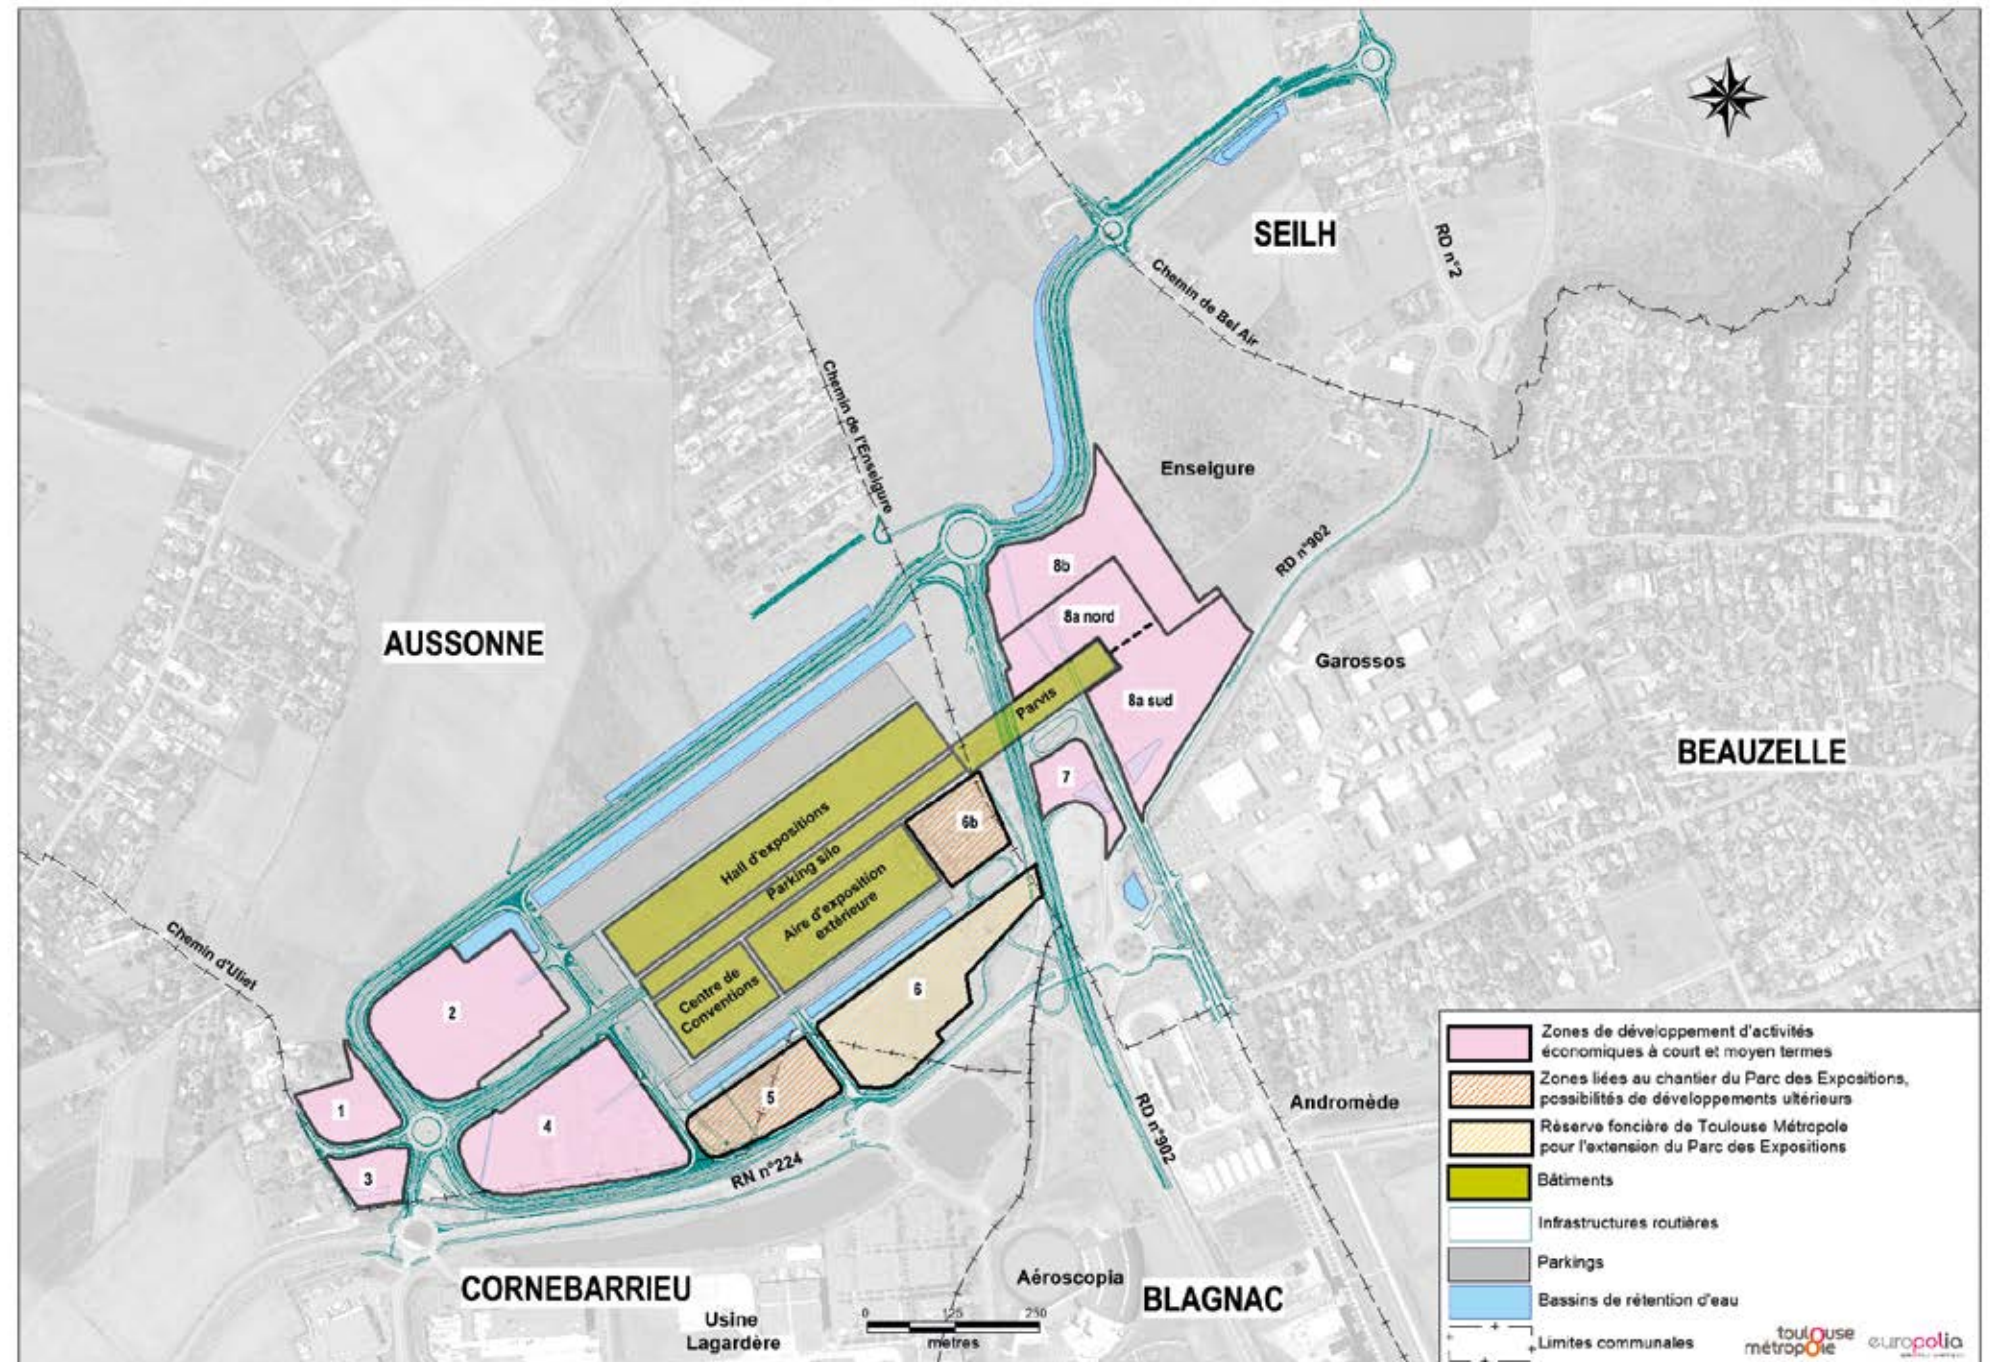 SEILH
RD n°2
Chemin de Bel Air
Chemin de l'Enseigure
Enseigure
RD n°902
8b
8a nord
AUSSONNE
Garossos
Parvis
8a sud
BEAUZELLE
7
Hall d'expositions
6b
Parking silo
Aire d'exposition
extérieure
Chemin d'Uliet
Centre de
Conventions
6
2
5
1
4
Andromède
RD n°902
3
RN n°224
CORNEBARRIEU
Aéroscopia
BLAGNAC
Usine
Lagardère
0 125 250
mètres
Zones de développement d'activités
économiques à court et moyen termes
Zones liées au chantier du Parc des Expositions,
possibilités de développements ultérieurs
Réserve foncière de Toulouse Métropole
pour l'extension du Parc des Expositions
Bâtiments
Infrastructures routières
Parkings
Bassins de rétention d'eau
Limites communales
toulouse
métropole
europolia